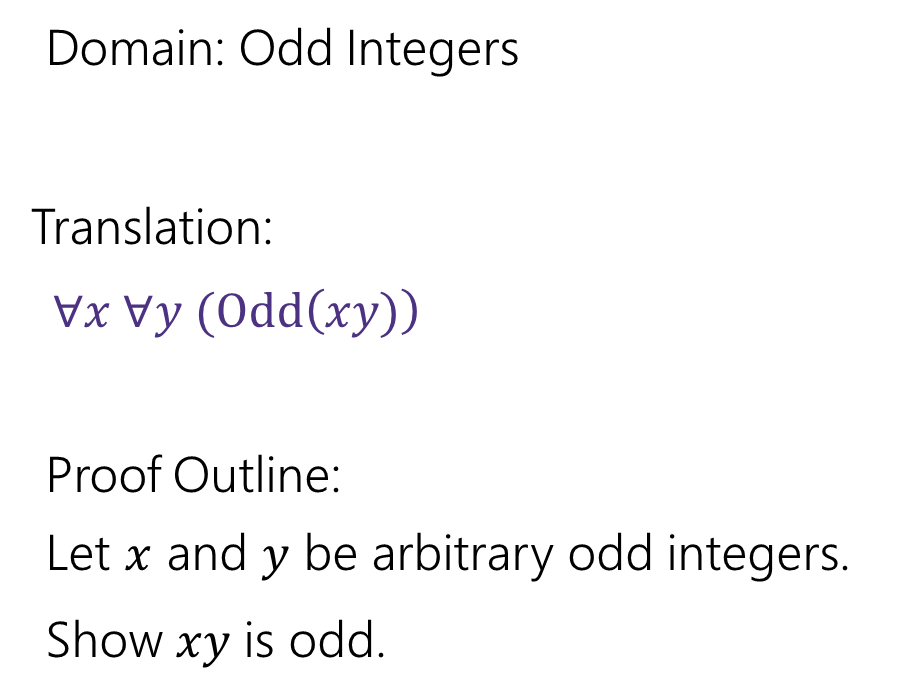 Domain: Odd Integers
Translation:
∀x ∀y (Odd(xy))
Proof Outline:
Let x and y be arbitrary odd integers.
Show xy is odd.